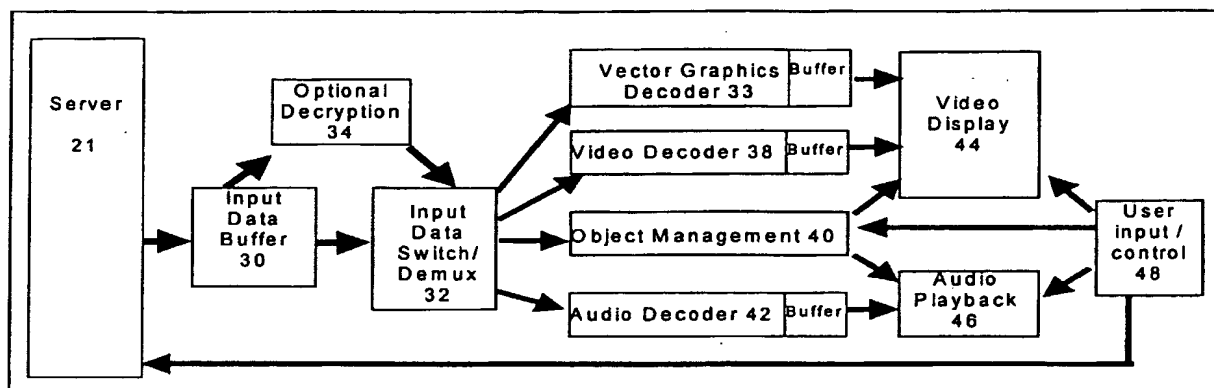 Server
21
Optional
Decryption
34
Input
Data
Buffer
30
Input
Data
Switch/
Demux
32
Vector Graphics
Decoder 33
Buffer
Video Decoder 38
Buffer
Object Management 40
Audio Decoder 42
Buffer
Video
Display
44
Audio
Playback
46
User
input /
control
48